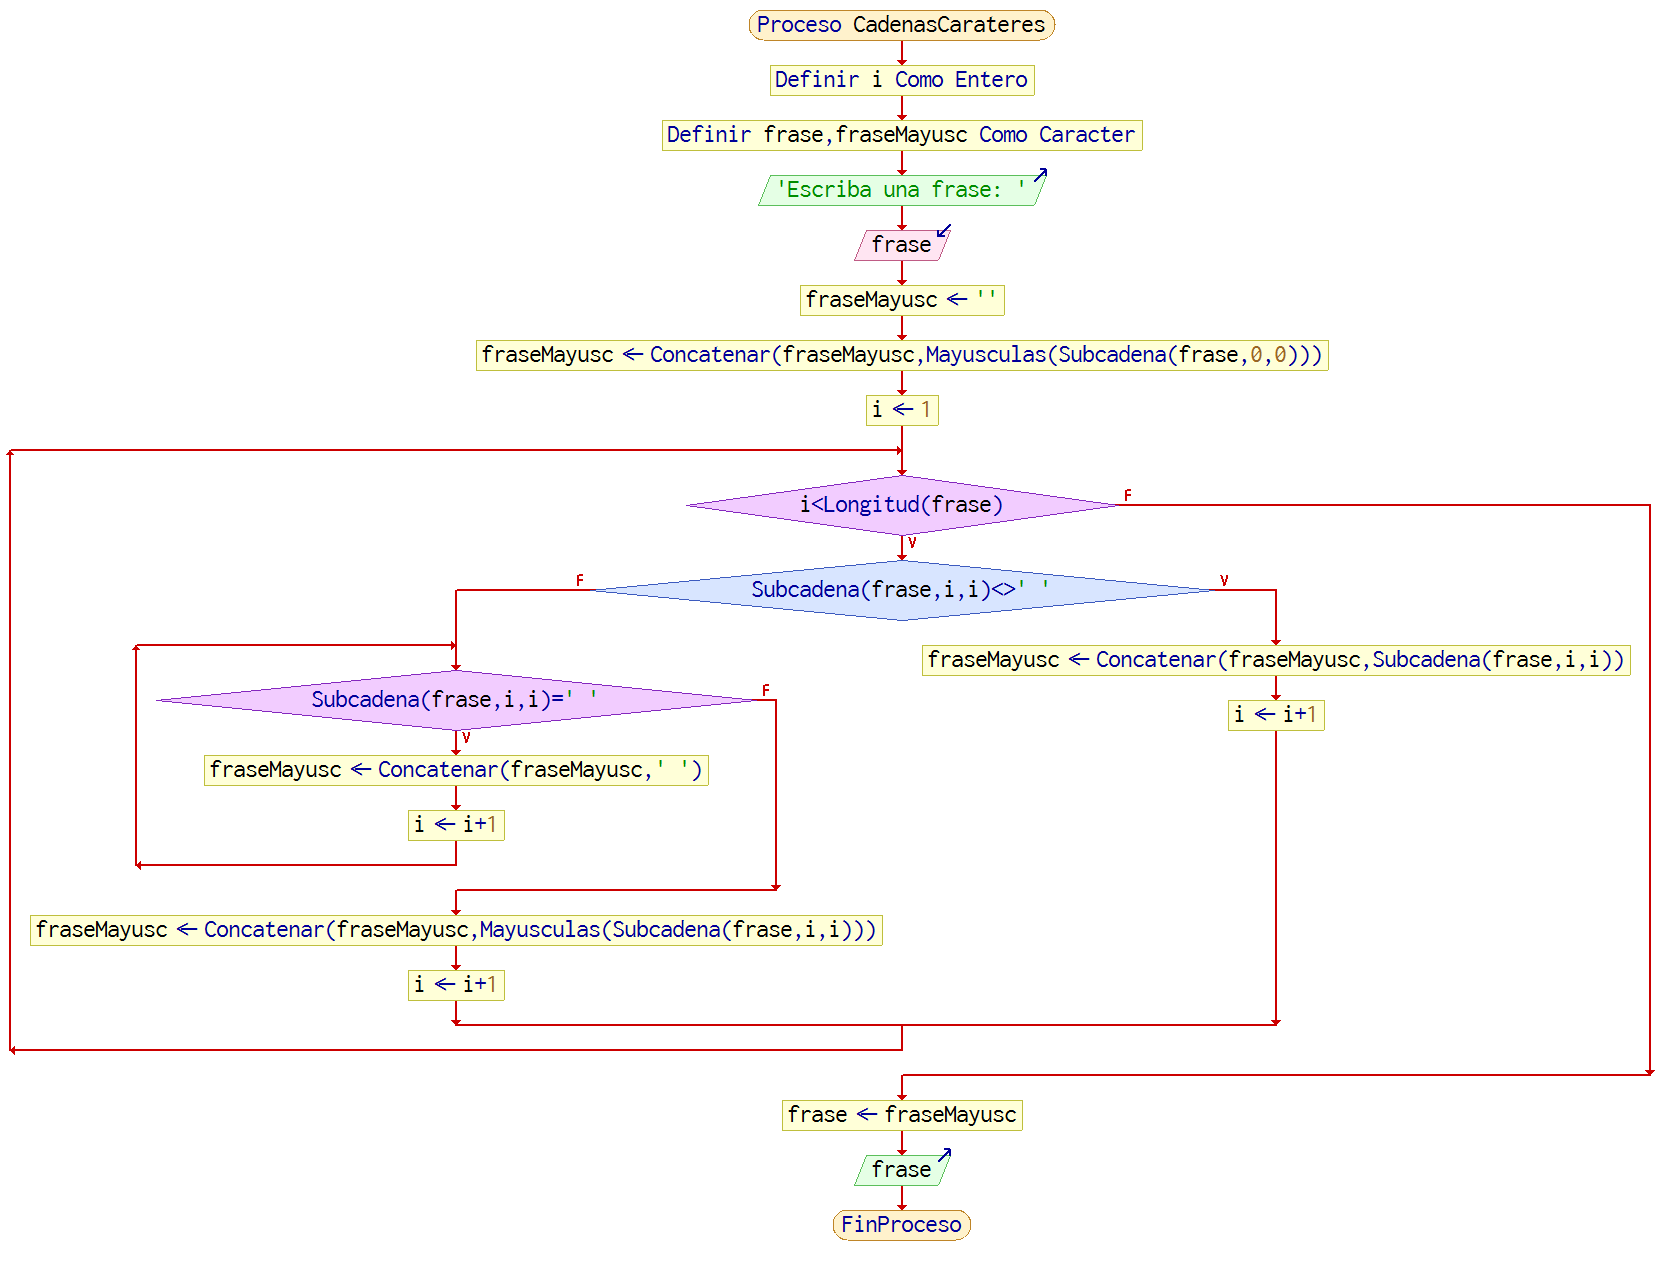 Proceso CadenasCarateres
Definir i Como Entero
Definir frase,fraseMayusc Como Caracter
'Escriba una frase: '
frase
fraseMayusc ← ''
fraseMayusc ← Concatenar(fraseMayusc,Mayusculas(Subcadena(frase,0,0)))
i ← 1
i<Longitud(frase)
F
V
Subcadena(frase,i,i)<>' '
F
V
Subcadena(frase,i,i)=' '
F
V
fraseMayusc ← Concatenar(fraseMayusc,' ')
i ← i+1
fraseMayusc ← Concatenar(fraseMayusc,Mayusculas(Subcadena(frase,i,i)))
i ← i+1
fraseMayusc ← Concatenar(fraseMayusc,Subcadena(frase,i,i))
i ← i+1
frase ← fraseMayusc
frase
FinProceso